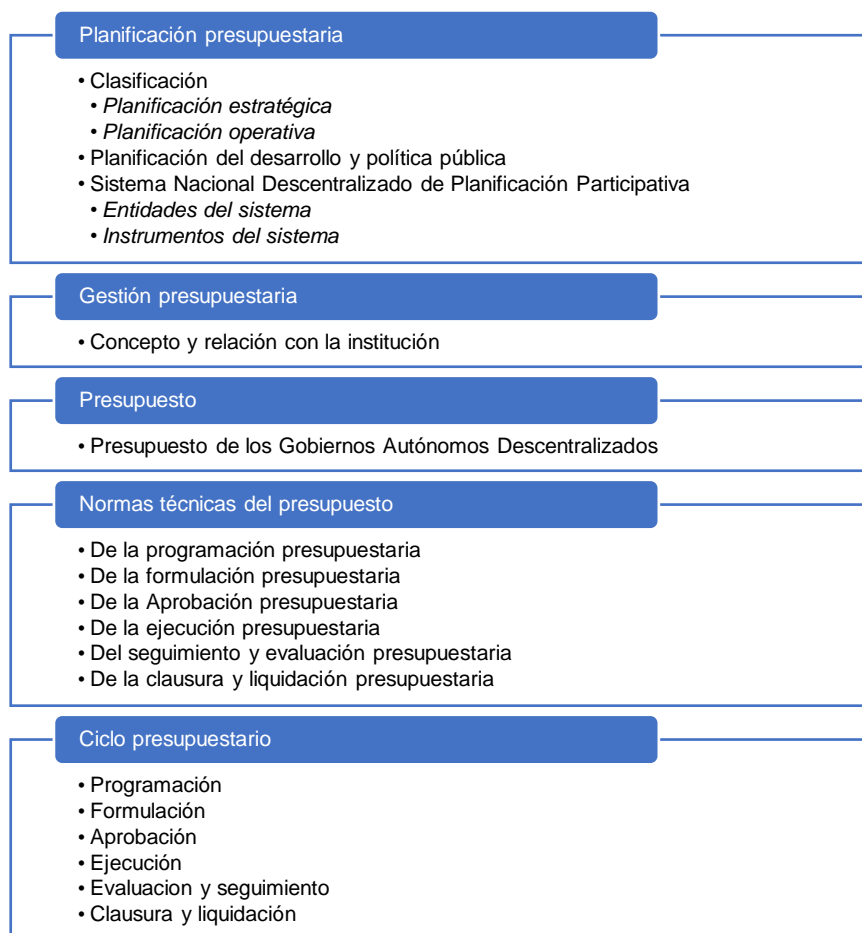 Planificación presupuestaria
• Clasificación
• Planificación estratégica
• Planificación operativa
• Planificación del desarrollo y política pública
• Sistema Nacional Descentralizado de Planificación Participativa
• Entidades del sistema
• Instrumentos del sistema
Gestión presupuestaria
• Concepto y relación con la institución
Presupuesto
• Presupuesto de los Gobiernos Autónomos Descentralizados
Normas técnicas del presupuesto
• De la programación presupuestaria
• De la formulación presupuestaria
• De la Aprobación presupuestaria
• De la ejecución presupuestaria
• Del seguimiento y evaluación presupuestaria
• De la clausura y liquidación presupuestaria
Ciclo presupuestario
• Programación
• Formulación
• Aprobación
• Ejecución
• Evaluacion y seguimiento
• Clausura y liquidación